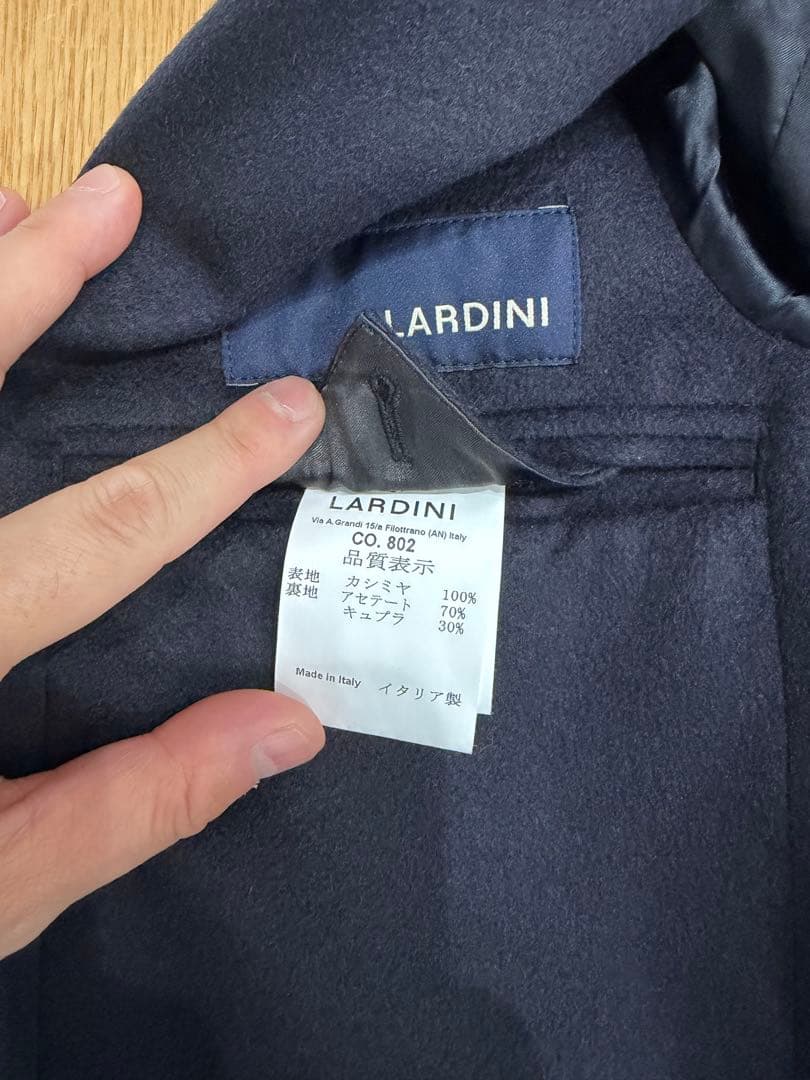 LARDINI
LARDINI
Via A.Grandi 15/a Filottrano (AN) Italy
CO. 802
品質表示
表地 カシミヤ 100%
裏地 アセテート 70%
キュプラ 30%
Made in Italy イタリア製